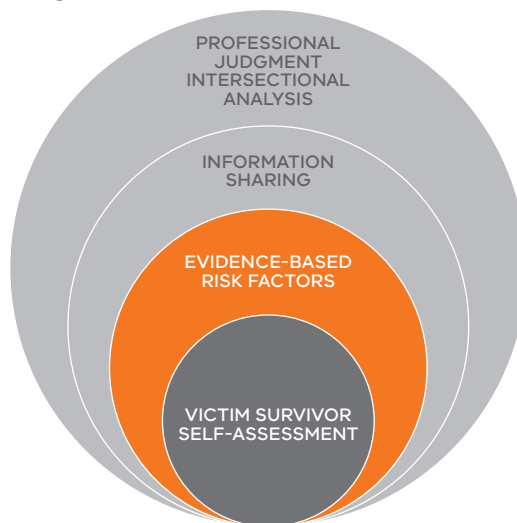 PROFESSIONAL
JUDGMENT
INTERSECTIONAL
ANALYSIS
INFORMATION
SHARING
EVIDENCE-BASED
RISK FACTORS
VICTIM SURVIVOR
SELF-ASSESSMENT